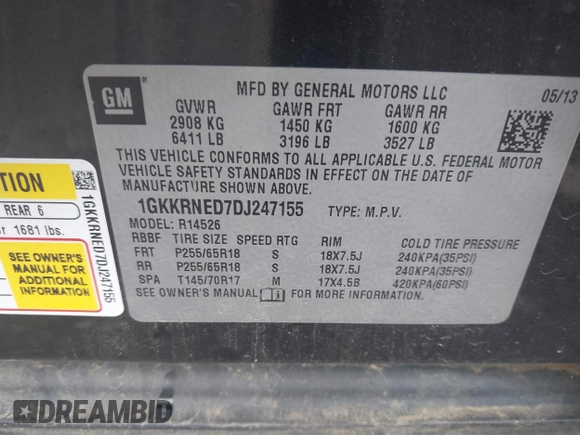 GM
MFD BY GENERAL MOTORS LLC
05/13
GVWR GAWR FRT GAWR RR
2908 KG 1450 KG 1600 KG
6411 LB 3196 LB 3527 LB
THIS VEHICLE CONFORMS TO ALL APPLICABLE U.S. FEDERAL MOTOR
VEHICLE SAFETY STANDARDS IN EFFECT ON THE DATE OF
MANUFACTURE SHOWN ABOVE.
1GKKRNED7DJ247155 TYPE: M.P.V.
MODEL: R14526
RBBF TIRE SIZE SPEED RTG RIM COLD TIRE PRESSURE
FRT P255/65R18 S 18X7.5J 240KPA(35PSI)
RR P255/65R18 S 18X7.5J 240KPA(35PSI)
SPA T145/70R17 M 17X4.5B 420KPA(60PSI)
SEE OWNER'S MANUAL FOR MORE INFORMATION.
REAR 6
1681 lbs.
SEE OWNER'S
MANUAL FOR
ADDITIONAL
INFORMATION
1GKKRNED7DJ247155
DREAMBID